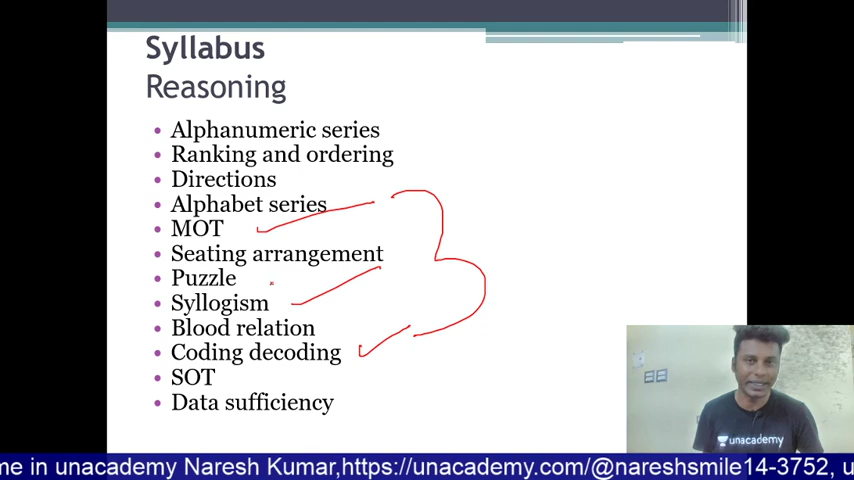 Syllabus
Reasoning
• Alphanumeric series
• Ranking and ordering
• Directions
• Alphabet series
• MOT
• Seating arrangement
• Puzzle
• Syllogism
• Blood relation
• Coding decoding
• SOT
• Data sufficiency
unacademy
me in unacademy Naresh Kumar,https://unacademy.com/@nareshsmile14-3752, u